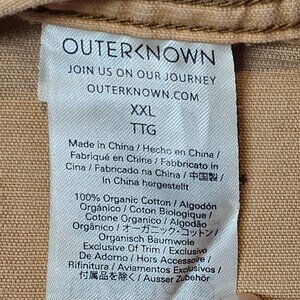 OUTERKNOWN
JOIN US ON OUR JOURNEY
OUTERKNOWN.COM
XXL
TTG
Made in China / Hecho en China /
Fabriqué en Chine / Fabbricato in
Cina / Fabricado na China / 中国製 /
In China hergestellt
100% Organic Cotton / Algodón
Orgánico / Coton Biologique /
Cotone Organico / Algodão
Orgânico / オーガニック・コットン /
Organisch Baumwole
Exclusive Of Trim / Exclusivo
De Adorno / Hors Accessoire /
Rifinitura / Aviamentos Exclusivos /
付属品を除く / Ausser Zubehör